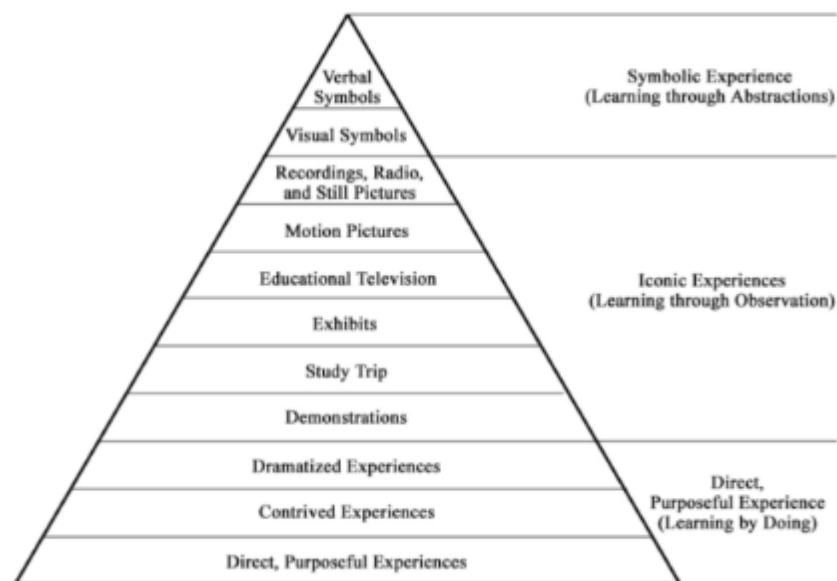 Verbal
Symbols
Visual Symbols
Recordings, Radio,
and Still Pictures
Motion Pictures
Educational Television
Exhibits
Study Trip
Demonstrations
Dramatized Experiences
Contrived Experiences
Direct, Purposeful Experiences
Symbolic Experience
(Learning through Abstractions)
Iconic Experiences
(Learning through Observation)
Direct,
Purposeful Experience
(Learning by Doing)